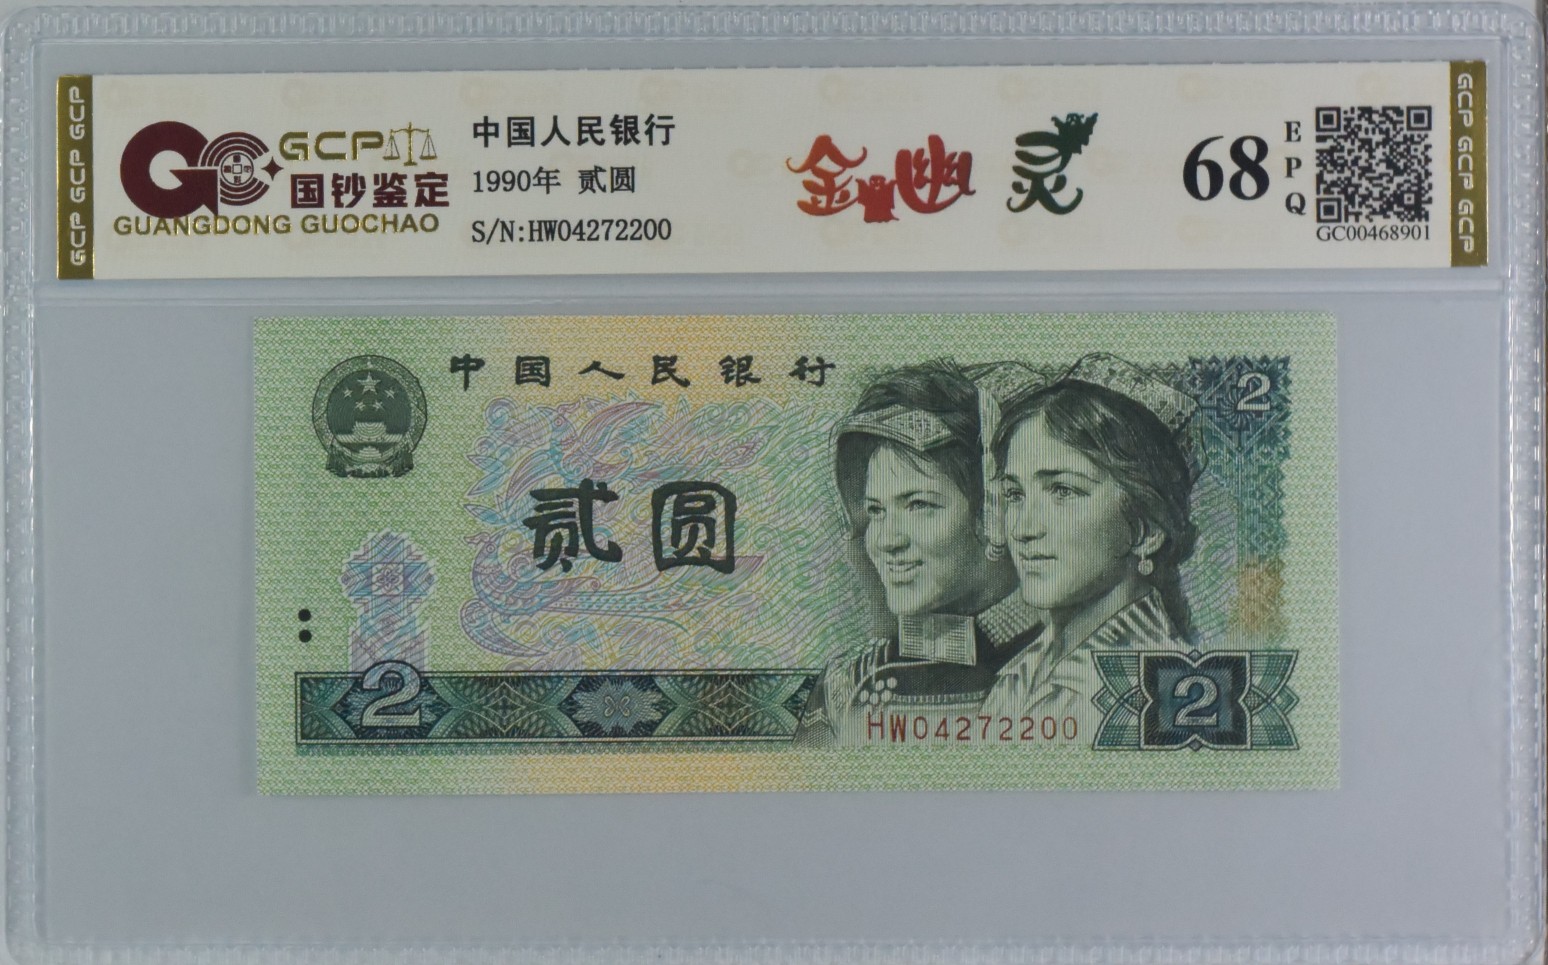 GCP
国钞鉴定
GUANGDONG GUOCHAO
中国人民银行
1990年 贰圆
S/N:HW04272200
金幽灵
68
EPQ
GC00468901
GCP GCP GCP
GCP GCP GCP
中国人民银行
2
贰圆
2
HW04272200
2